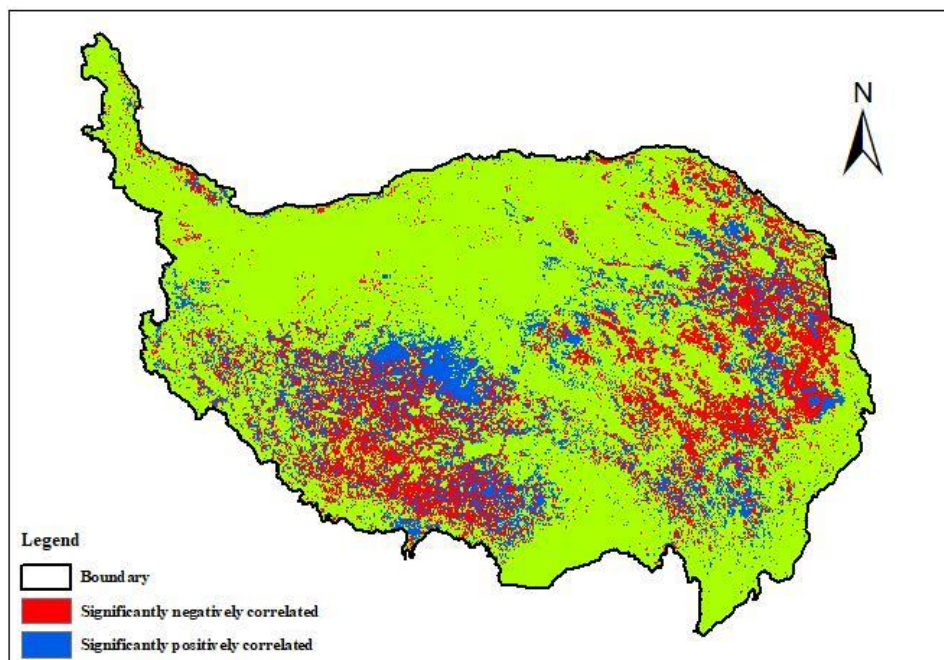 N
Legend
Boundary
Significantly negatively correlated
Significantly positively correlated